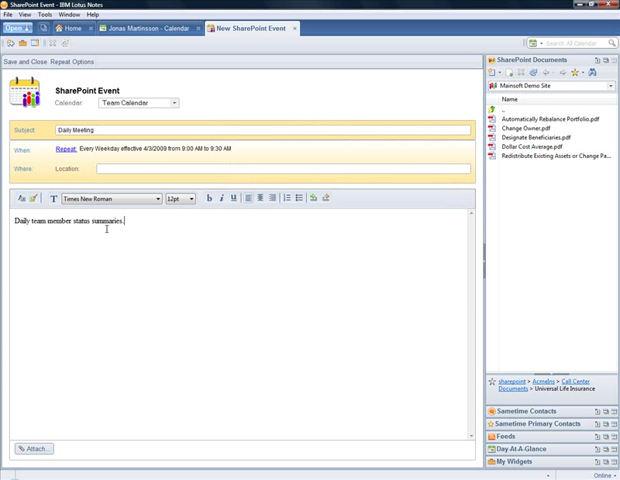 SharePoint Event - IBM Lotus Notes
File View Tools Window Help
Open Home Jonas Martinsson - Calendar New SharePoint Event
Search All Calendar
Save and Close Repeat Options
SharePoint Event
Calendar: Team Calendar
Subject: Daily Meeting
When: Repeat: Every Weekday effective 4/3/2009 from 9:00 AM to 9:30 AM
Where: Location:
Times New Roman 12pt b i u
Daily team member status summaries.
Attach...
SharePoint Documents
Mainsoft Demo Site
Name
..
Automatically Rebalance Portfolio.pdf
Change Owner.pdf
Designate Beneficiaries.pdf
Dollar Cost Average.pdf
Redistribute Existing Assets or Change Pa...
sharepoint > AcmeIns > Call Center
Documents > Universal Life Insurance
Sametime Contacts
Sametime Primary Contacts
Feeds
Day-At-A-Glance
My Widgets
Online